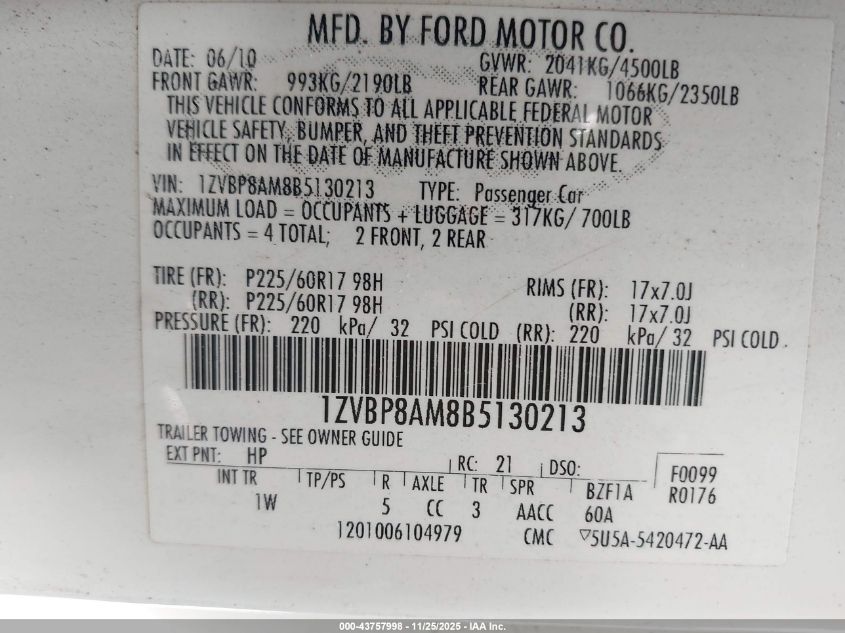 MFD. BY FORD MOTOR CO.
DATE: 06/10 GVWR: 2041KG/4500LB
FRONT GAWR: 993KG/2190LB REAR GAWR: 1066KG/2350LB
THIS VEHICLE CONFORMS TO ALL APPLICABLE FEDERAL MOTOR
VEHICLE SAFETY, BUMPER, AND THEFT PREVENTION STANDARDS
IN EFFECT ON THE DATE OF MANUFACTURE SHOWN ABOVE.
VIN: 1ZVBP8AM8B5130213 TYPE: Passenger Car
MAXIMUM LOAD = OCCUPANTS + LUGGAGE = 317KG/ 700LB
OCCUPANTS = 4 TOTAL; 2 FRONT, 2 REAR
TIRE (FR): P225/60R17 98H RIMS (FR): 17x7.0J
(RR): P225/60R17 98H (RR): 17x7.0J
PRESSURE (FR): 220 kPa/ 32 PSI COLD (RR): 220 kPa/ 32 PSI COLD .
1ZVBP8AM8B5130213
TRAILER TOWING - SEE OWNER GUIDE
EXT PNT: HP RC: 21 DSO: F0099
INT TR TP/PS R AXLE TR SPR BZF1A R0176
1W 5 CC 3 AACC 60A
1201006104979 CMC ▽5U5A-5420472-AA
000-43757998 - 11/25/2025 - IAA Inc.